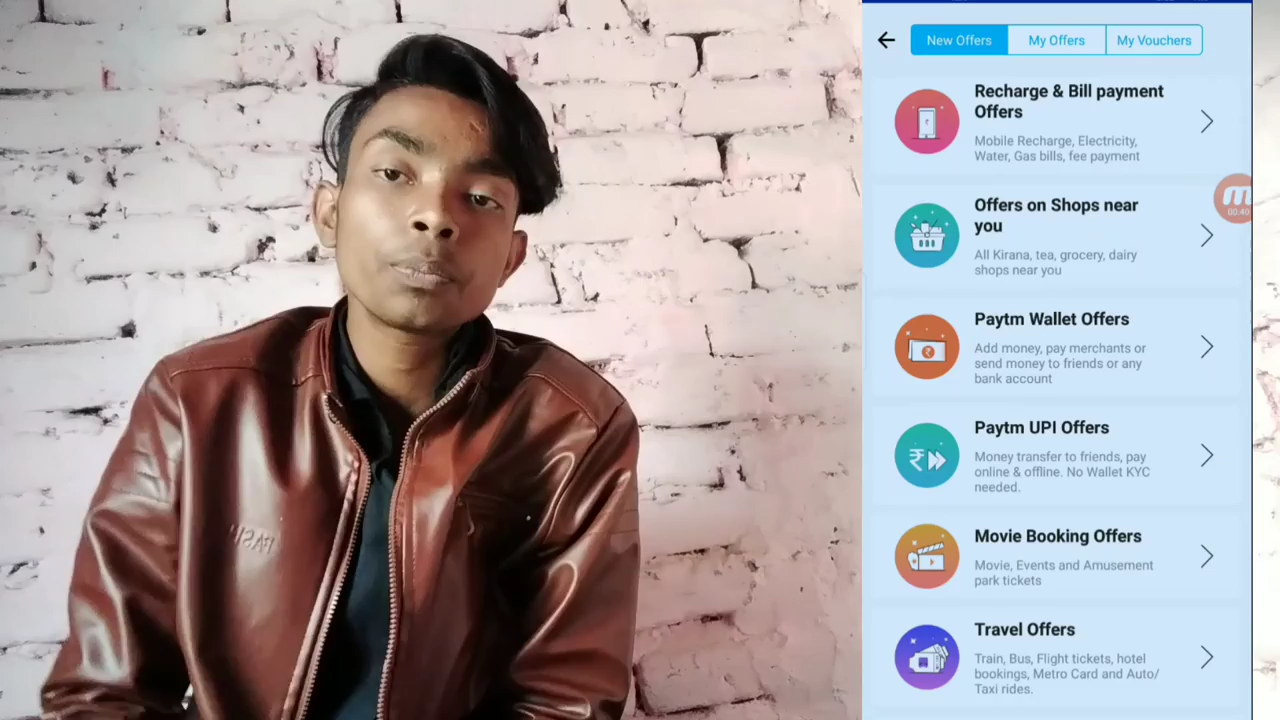 New Offers
My Offers
My Vouchers
Recharge & Bill payment
Offers
Mobile Recharge, Electricity,
Water, Gas bills, fee payment
Offers on Shops near
you
All Kirana, tea, grocery, dairy
shops near you
00:40
Paytm Wallet Offers
Add money, pay merchants or
send money to friends or any
bank account
Paytm UPI Offers
Money transfer to friends, pay
online & offline. No Wallet KYC
needed.
Movie Booking Offers
Movie, Events and Amusement
park tickets
Travel Offers
Train, Bus, Flight tickets, hotel
bookings, Metro Card and Auto/
Taxi rides.